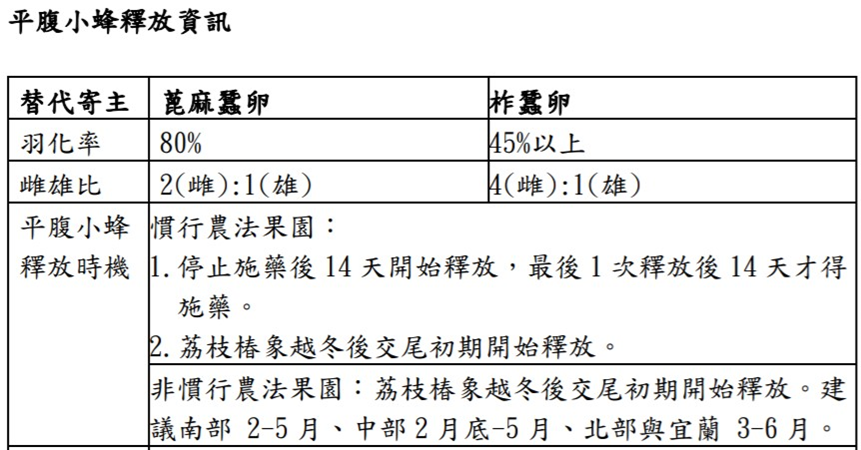 平腹小蜂釋放資訊
替代寄主 蓖麻蠶卵 柞蠶卵
羽化率 80% 45%以上
雌雄比 2(雌):1(雄) 4(雌):1(雄)
平腹小蜂 慣行農法果園：
釋放時機 1.停止施藥後14天開始釋放，最後1次釋放後14天才得
施藥。
2.荔枝椿象越冬後交尾初期開始釋放。
非慣行農法果園：荔枝椿象越冬後交尾初期開始釋放。建
議南部 2-5月、中部2月底-5月、北部與宜蘭 3-6月。